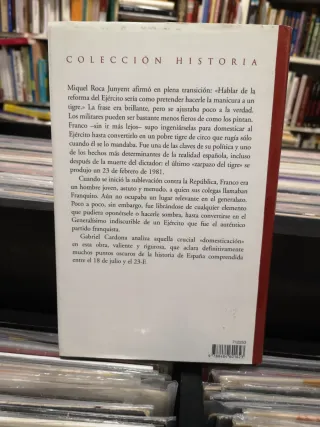 COLECCIÓN HISTORIA
Miquel Roca Junyent afirmó en plena transición: «Hablar de la
reforma del Ejército sería como pretender hacerle la manicura a un
tigre.» La frase era brillante, pero se ajustaba poco a la verdad.
Los militares pueden ser bastante menos fieros de como los pintan.
Franco –sin ir más lejos– supo ingeniárselas para domesticar al
Ejército hasta convertirlo en un pobre tigre de circo que rugía sólo
cuando él se lo mandaba. Fue una de las claves de su política y uno
de los hechos más determinantes de la realidad española, incluso
después de la muerte del dictador: el último «zarpazo del tigre» se
produjo un 23 de febrero de 1981.
Cuando se inició la sublevación contra la República, Franco era
un hombre joven, astuto y menudo, a quien sus colegas llamaban
Franquito. Aún no ocupaba un lugar relevante en el generalato.
Poco a poco, sin embargo, fue librándose de cualquier elemento
que pudiera oponérsele o hacerle sombra, hasta convertirse en el
Generalísimo indiscutible de un Ejército que fue el auténtico
partido franquista.
Gabriel Cardona analiza aquella crucial «domesticación»
en esta obra, valiente y rigurosa, que aclara definitivamente
muchos puntos oscuros de la historia de España comprendida
entre el 18 de julio y el 23-F.